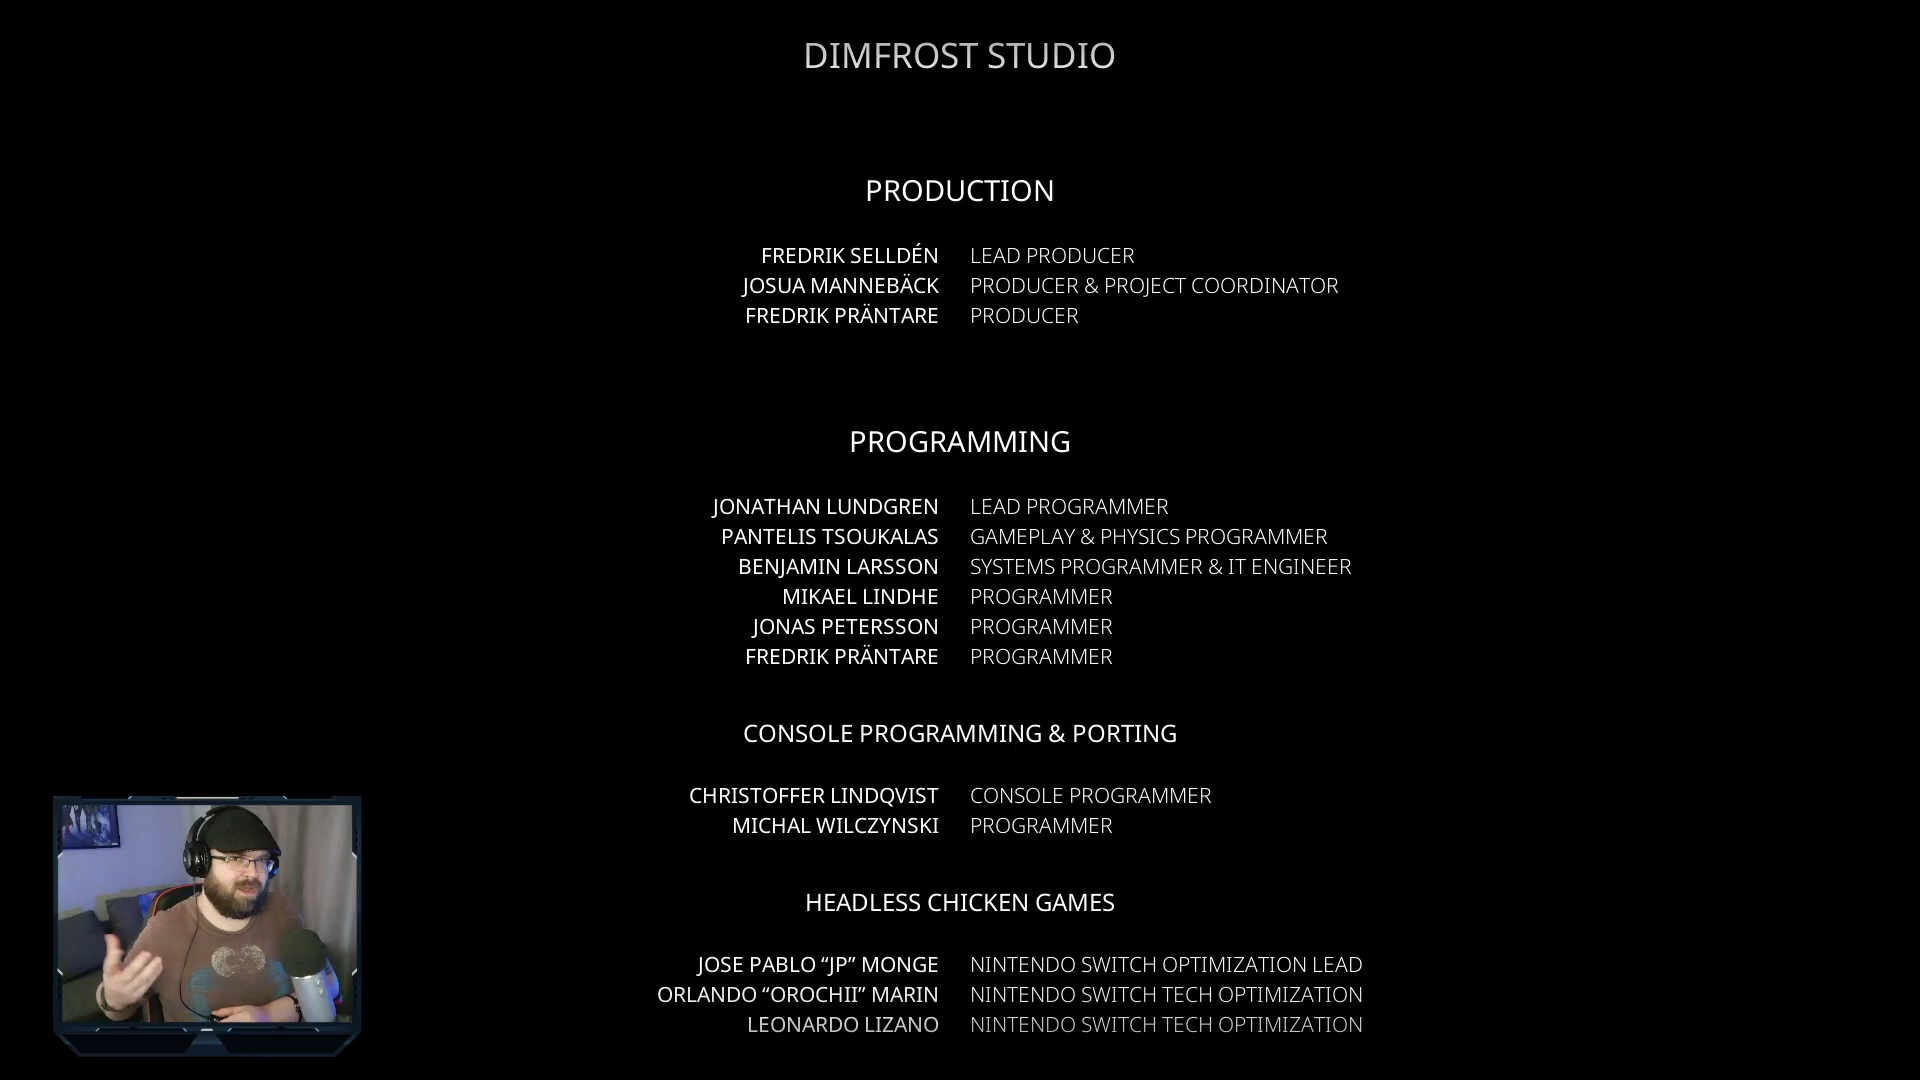 DIMFROST STUDIO
PRODUCTION
FREDRIK SELLDÉN LEAD PRODUCER
JOSUA MANNEBÄCK PRODUCER & PROJECT COORDINATOR
FREDRIK PRÄNTARE PRODUCER
PROGRAMMING
JONATHAN LUNDGREN LEAD PROGRAMMER
PANTELIS TSOUKALAS GAMEPLAY & PHYSICS PROGRAMMER
BENJAMIN LARSSON SYSTEMS PROGRAMMER & IT ENGINEER
MIKAEL LINDHE PROGRAMMER
JONAS PETERSSON PROGRAMMER
FREDRIK PRÄNTARE PROGRAMMER
CONSOLE PROGRAMMING & PORTING
CHRISTOFFER LINDQVIST CONSOLE PROGRAMMER
MICHAL WILCZYNSKI PROGRAMMER
HEADLESS CHICKEN GAMES
JOSE PABLO “JP” MONGE NINTENDO SWITCH OPTIMIZATION LEAD
ORLANDO “OROCHII” MARIN NINTENDO SWITCH TECH OPTIMIZATION
LEONARDO LIZANO NINTENDO SWITCH TECH OPTIMIZATION